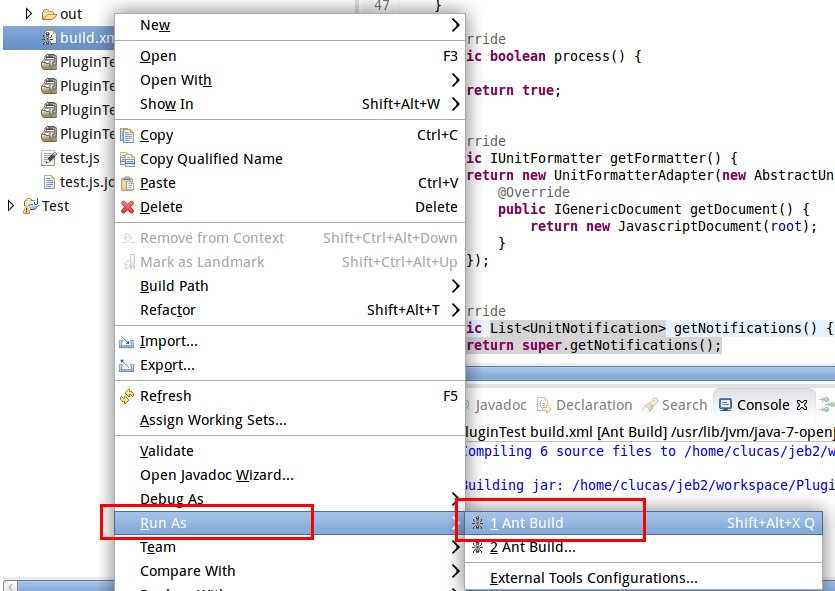 out
build.xm
PluginTe
PluginTe
PluginTe
PluginTe
test.js
test.js.jc
Test
New
Open F3
Open With
Show In Shift+Alt+W
Copy Ctrl+C
Copy Qualified Name
Paste Ctrl+V
Delete Delete
Remove from Context Shift+Ctrl+Alt+Down
Mark as Landmark Shift+Ctrl+Alt+Up
Build Path
Refactor Shift+Alt+T
Import...
Export...
Refresh F5
Assign Working Sets...
Validate
Open Javadoc Wizard...
Debug As
Run As
Team
Compare With
1 Ant Build Shift+Alt+X Q
2 Ant Build...
External Tools Configurations...
47 }
rride
ic boolean process() {
return true;
rride
ic IUnitFormatter getFormatter() {
return new UnitFormatterAdapter(new AbstractUn
@Override
public IGenericDocument getDocument() {
return new JavascriptDocument(root);
}
});
rride
ic List<UnitNotification> getNotifications() {
return super.getNotifications();
Javadoc Declaration Search Console
luginTest build.xml [Ant Build] /usr/lib/jvm/java-7-openj
Compiling 6 source files to /home/clucas/jeb2/w
Building jar: /home/clucas/jeb2/workspace/Plugi